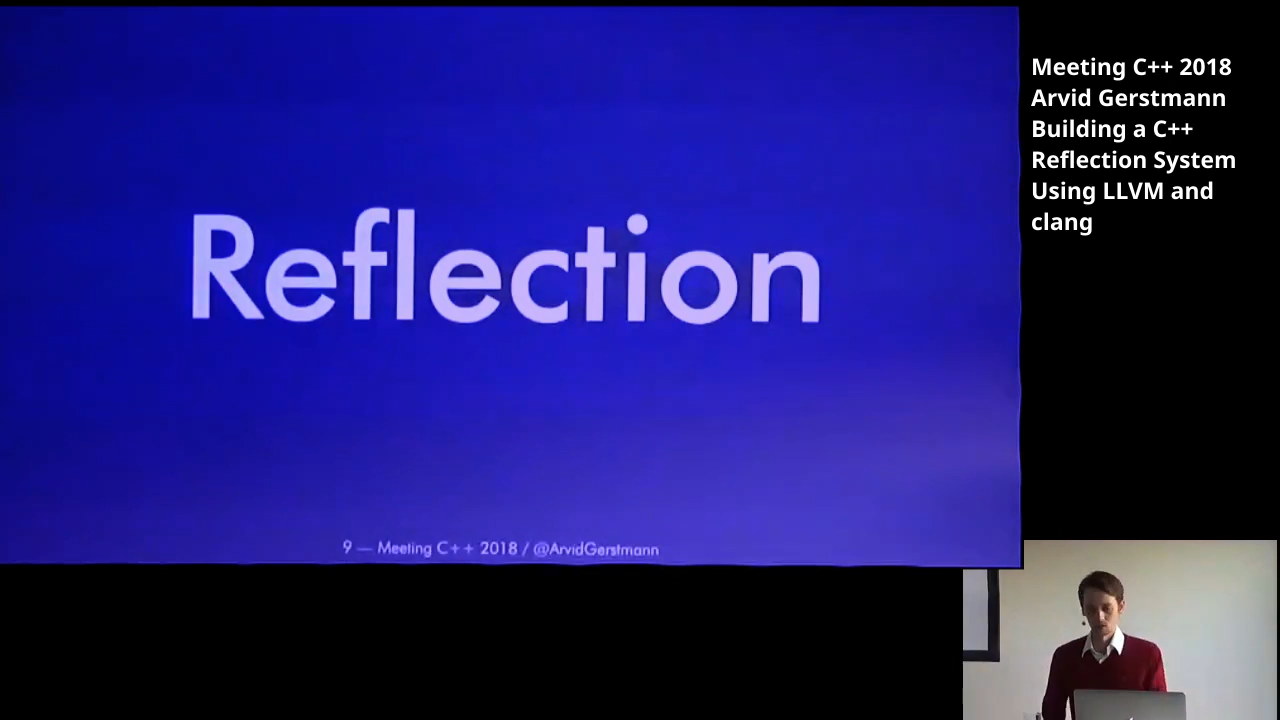 Reflection
9 — Meeting C++ 2018 / @ArvidGerstmann
Meeting C++ 2018
Arvid Gerstmann
Building a C++
Reflection System
Using LLVM and
clang